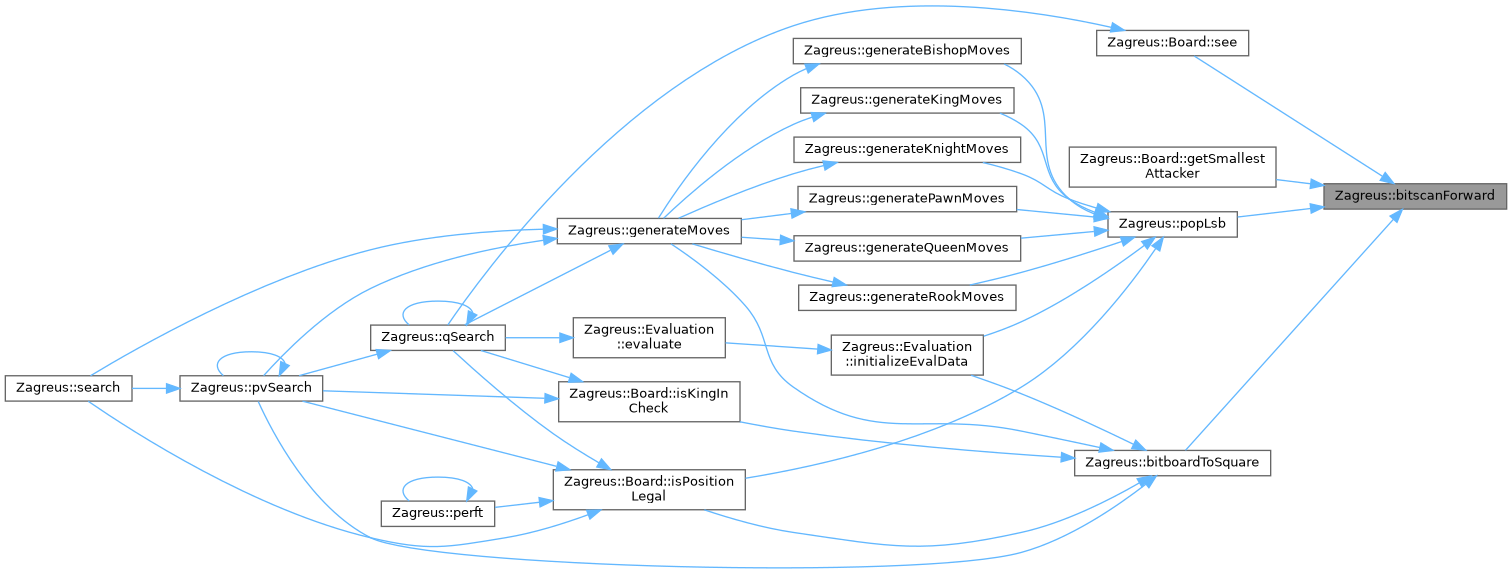 Zagreus::Board::see
Zagreus::generateBishopMoves
Zagreus::generateKingMoves
Zagreus::generateKnightMoves
Zagreus::Board::getSmallest
Attacker
Zagreus::bitscanForward
Zagreus::generatePawnMoves
Zagreus::popLsb
Zagreus::generateMoves
Zagreus::generateQueenMoves
Zagreus::generateRookMoves
Zagreus::qSearch
Zagreus::Evaluation
::evaluate
Zagreus::Evaluation
::initializeEvalData
Zagreus::search
Zagreus::pvSearch
Zagreus::Board::isKingIn
Check
Zagreus::bitboardToSquare
Zagreus::Board::isPosition
Legal
Zagreus::perft